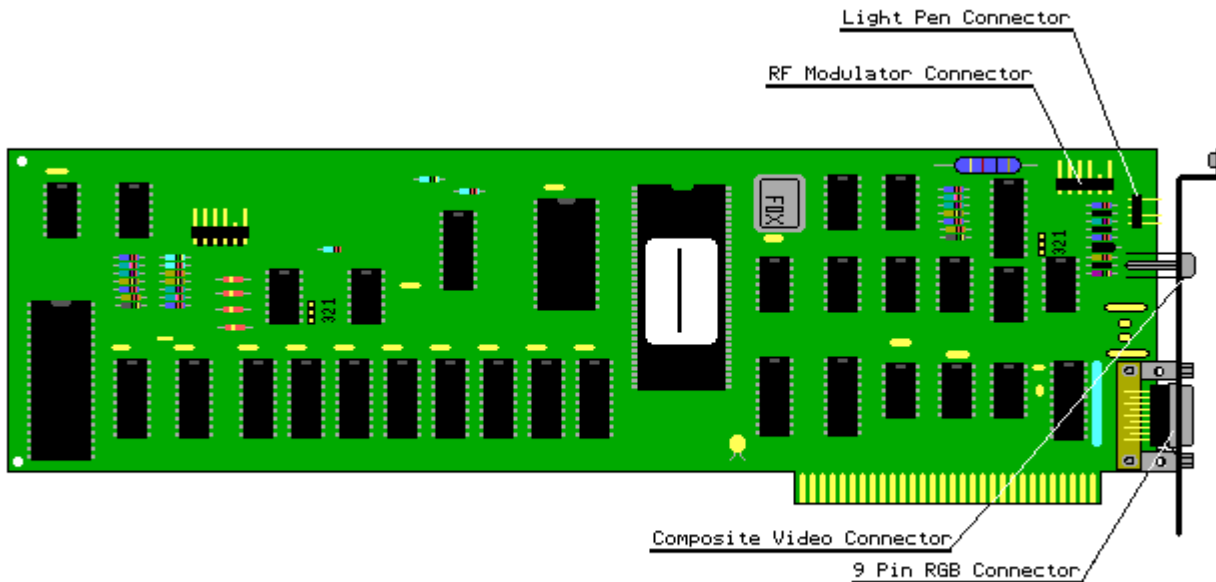 Light Pen Connector
RF Modulator Connector
FOX
321
321
Composite Video Connector
9 Pin RGB Connector